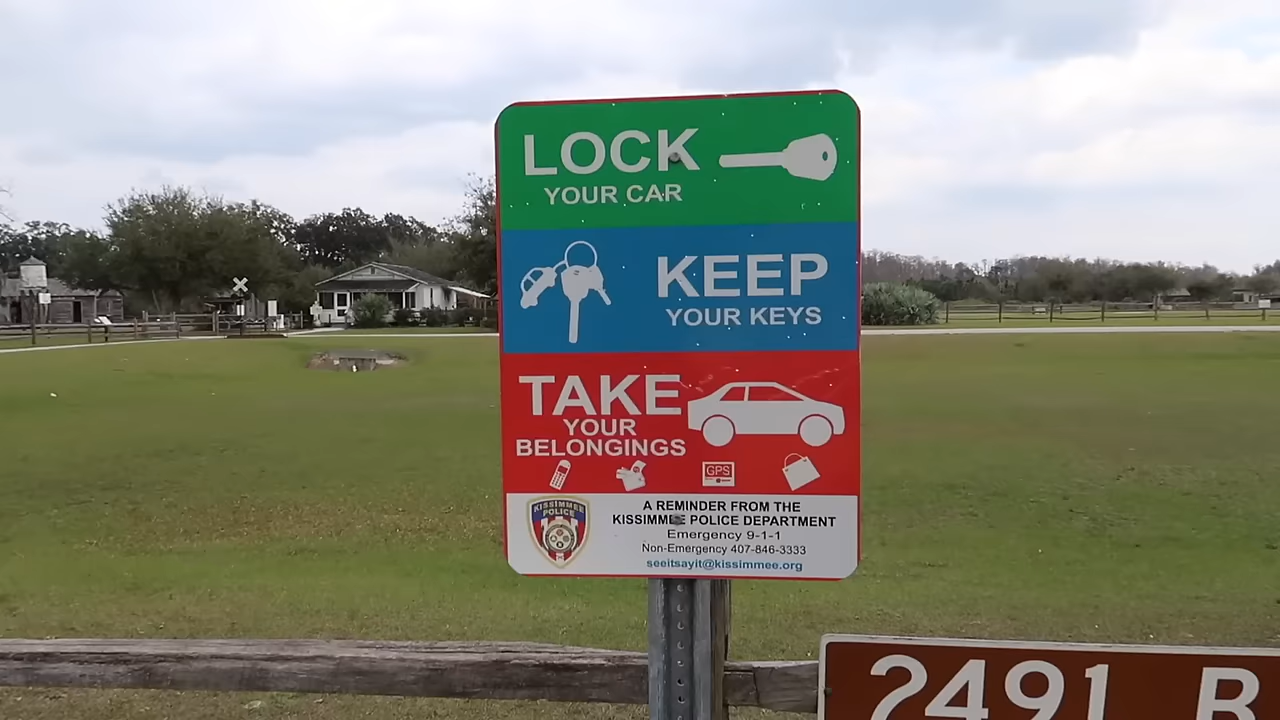 LOCK
YOUR CAR
KEEP
YOUR KEYS
TAKE
YOUR
BELONGINGS
GPS
KISSIMMEE
POLICE
A REMINDER FROM THE
KISSIMMEE POLICE DEPARTMENT
Emergency 9-1-1
Non-Emergency 407-846-3333
seeitsayit@kissimmee.org
2491 B